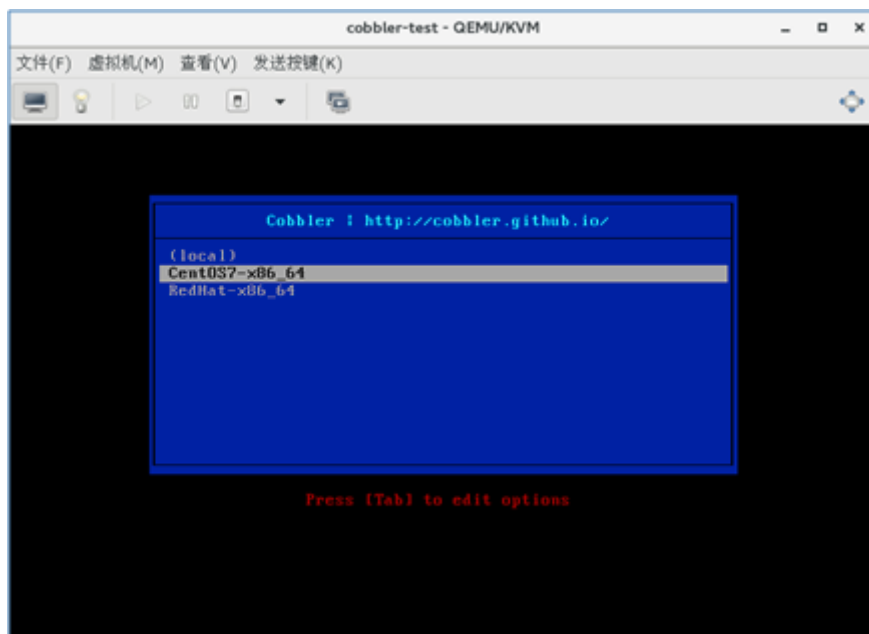 cobbler-test - QEMU/KVM
文件(F) 虚拟机(M) 查看(V) 发送按键(K)
Cobbler | http://cobbler.github.io/
(local)
CentOS7-x86_64
RedHat-x86_64
Press [Tab] to edit options